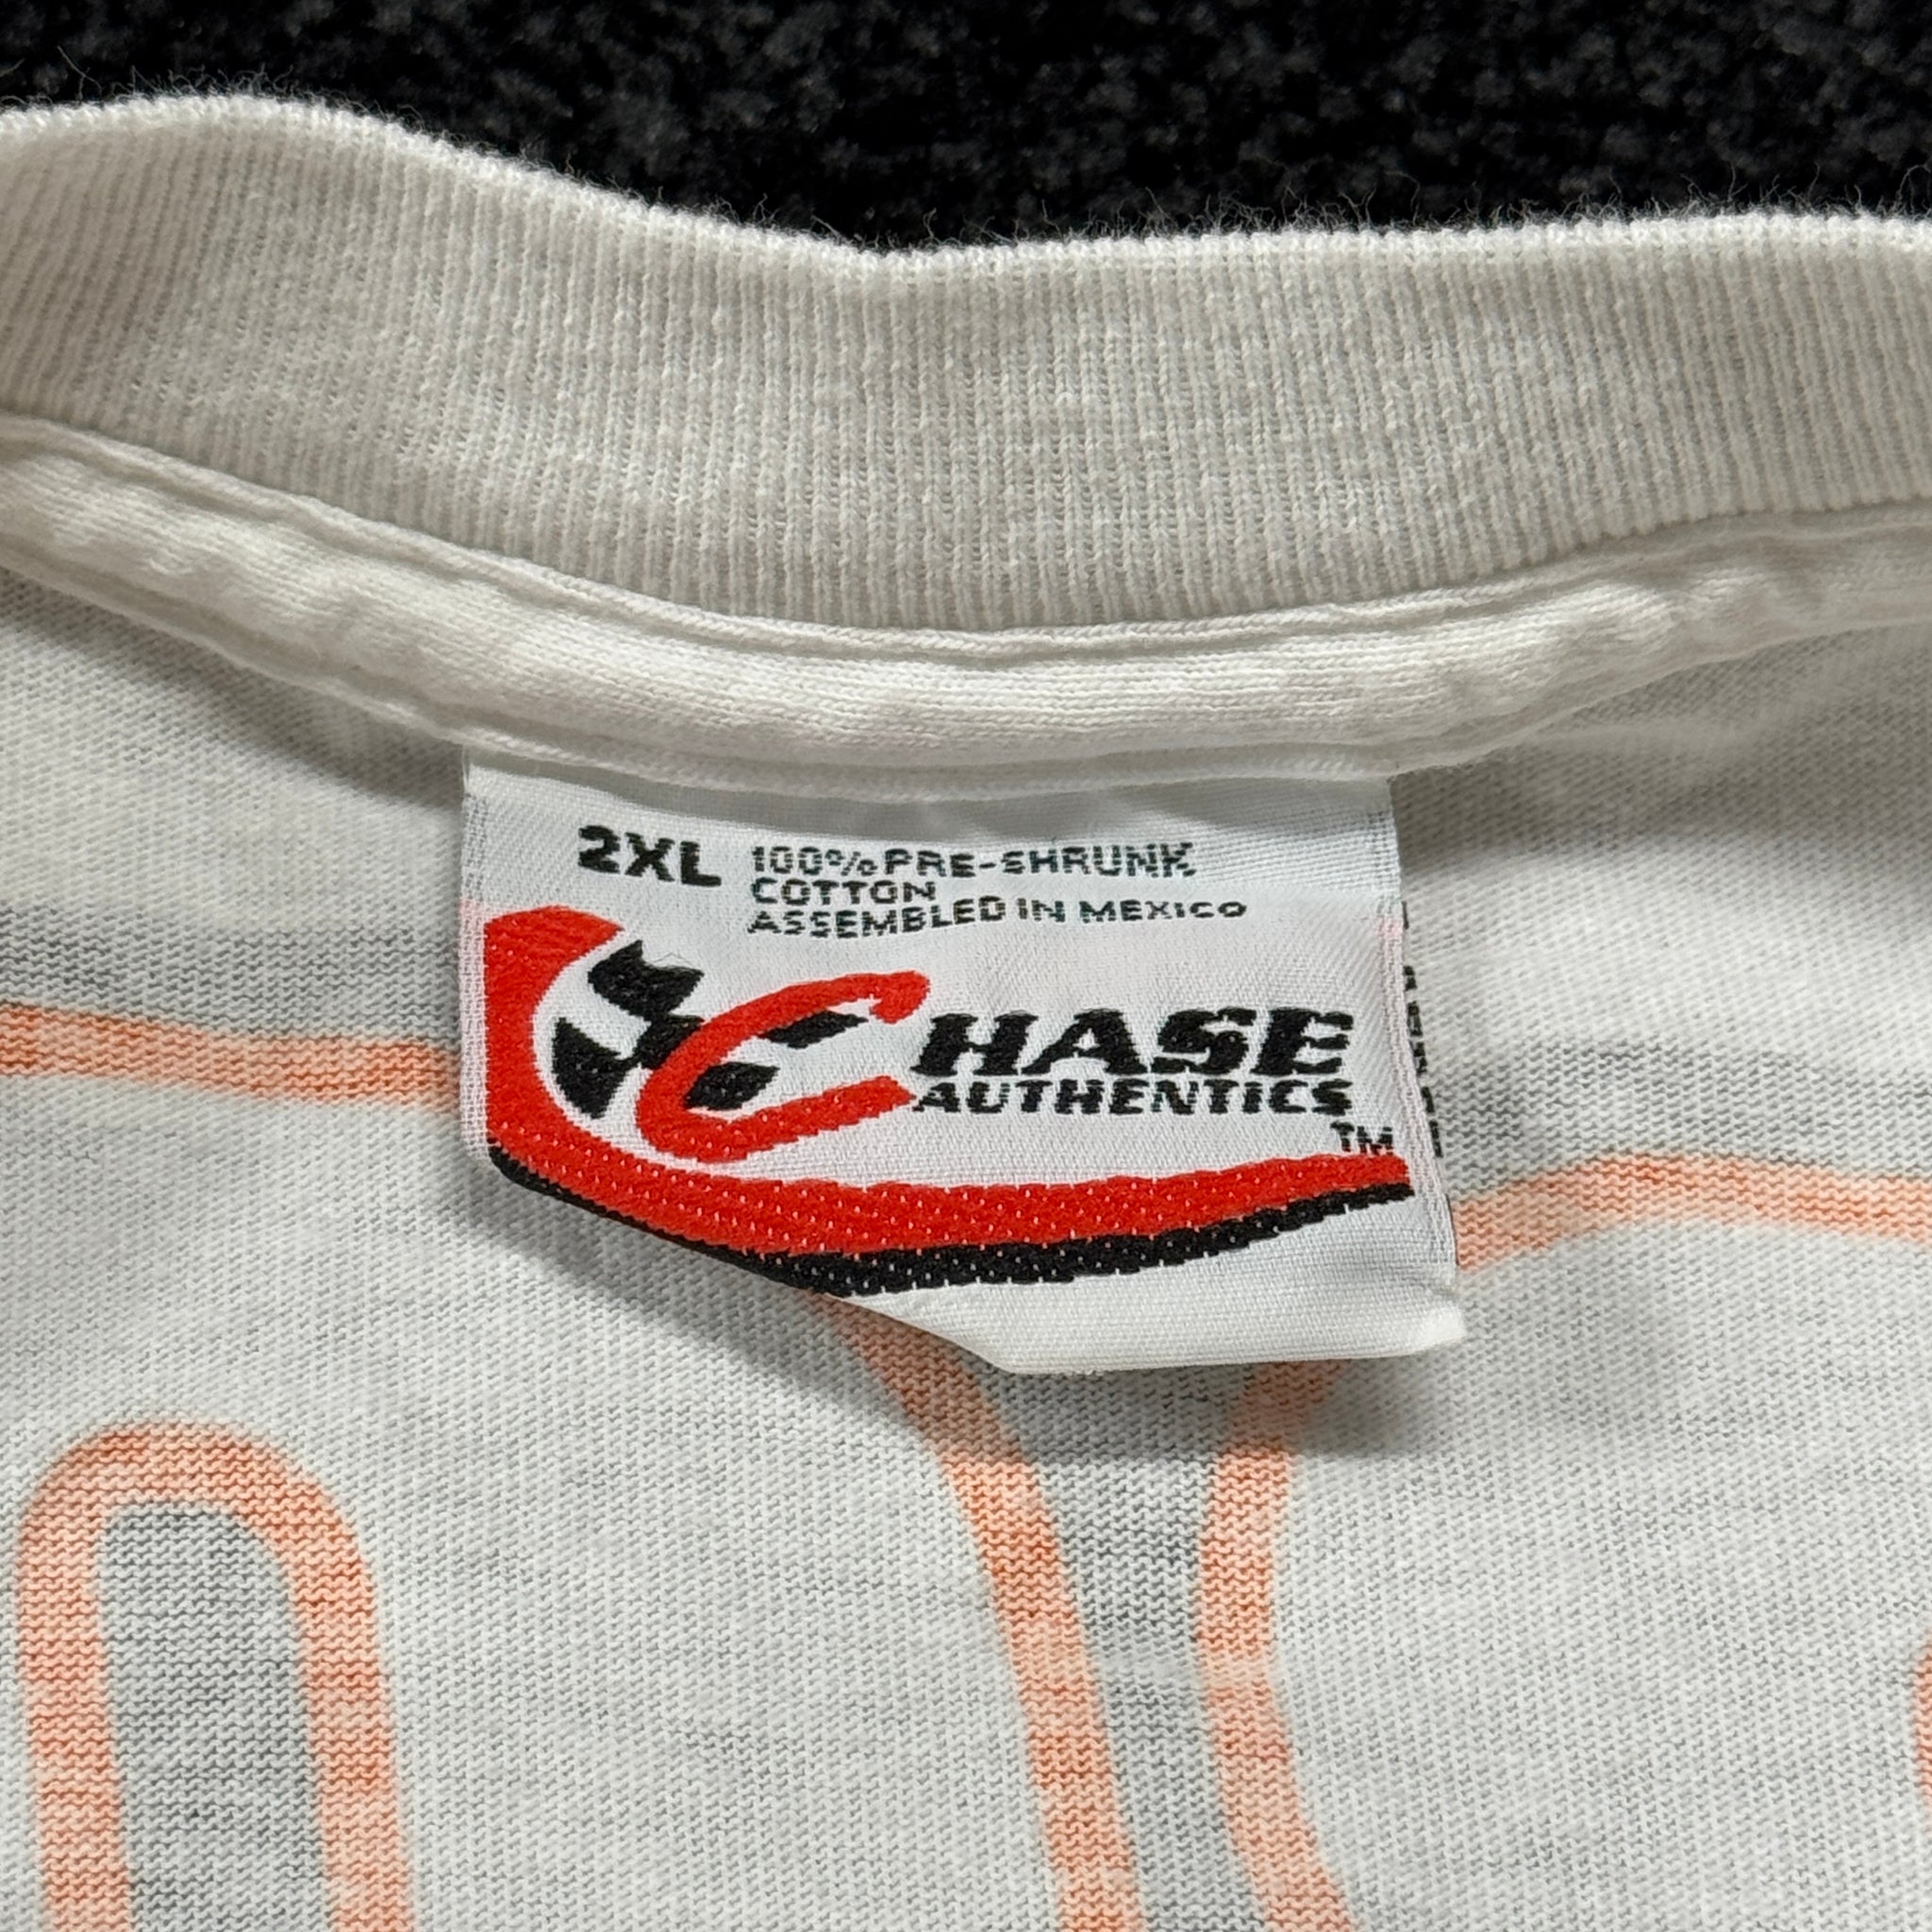 2XL 100% PRE-SHRUNK
COTTON
ASSEMBLED IN MEXICO
CHASE
AUTHENTICS
TM